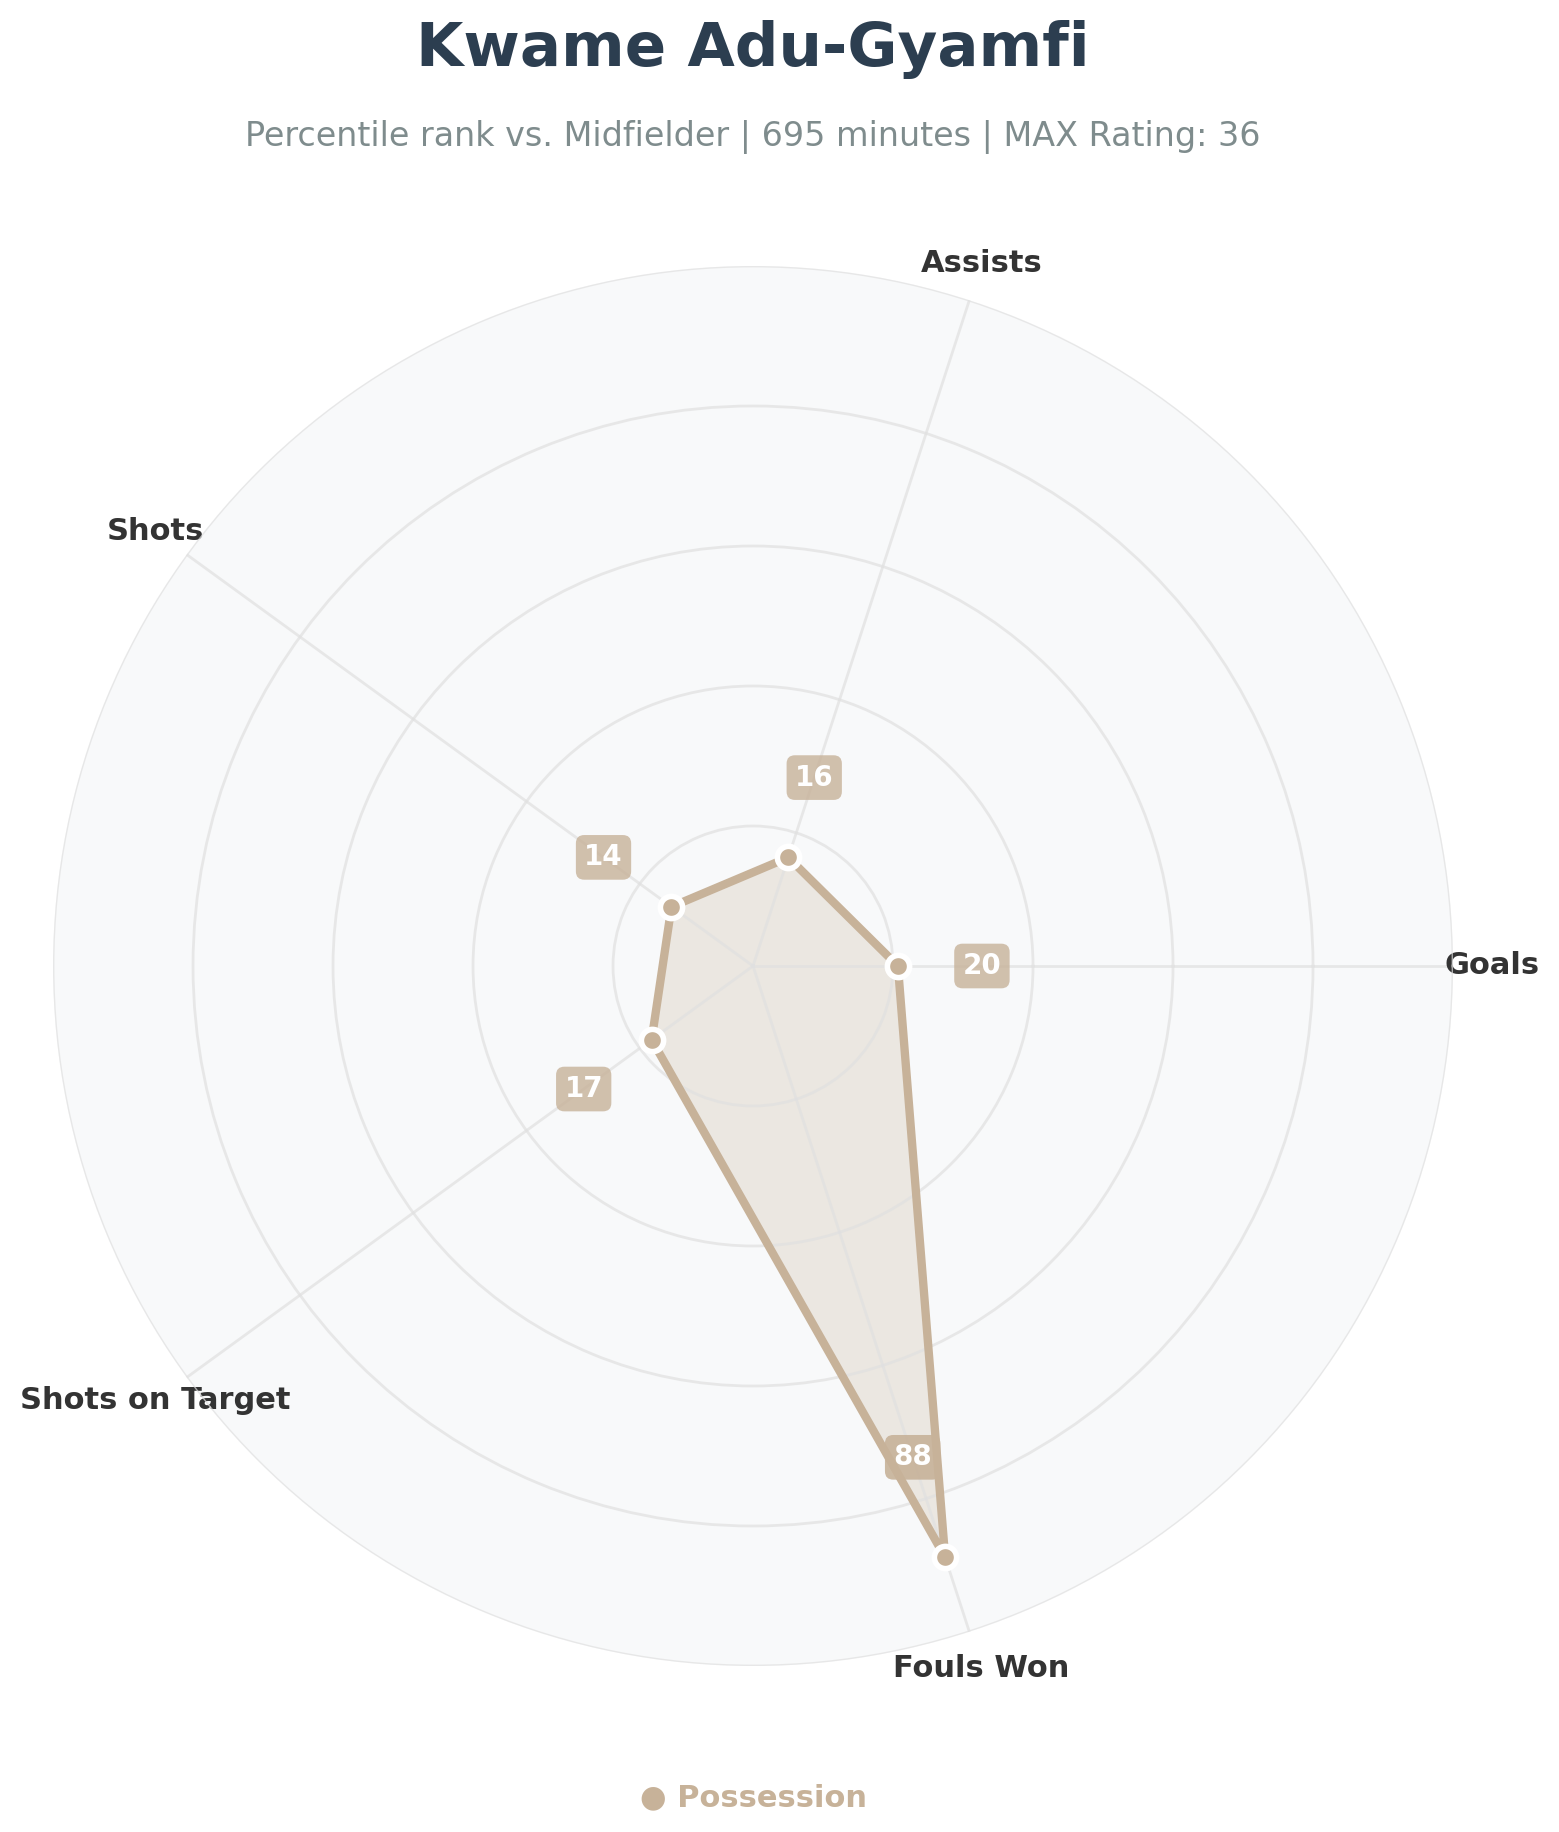 Kwame Adu-Gyamfi
Percentile rank vs. Midfielder | 695 minutes | MAX Rating: 36
Assists
Shots
16
14
20
Goals
17
Shots on Target
88
Fouls Won
Possession